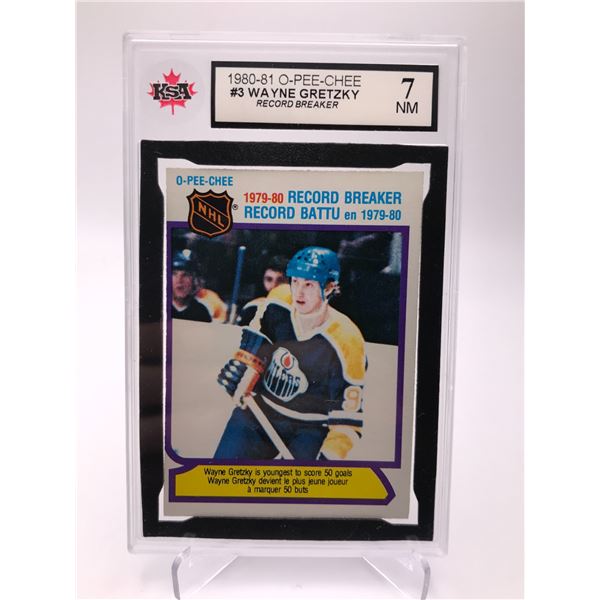 KSA
1980-81 O-PEE-CHEE
#3 WAYNE GRETZKY
RECORD BREAKER
7
NM
O-PEE-CHEE
NHL
®
1979-80 RECORD BREAKER
RECORD BATTU en 1979-80
OILERS
9
Wayne Gretzky is youngest to score 50 goals
Wayne Gretzky devient le plus jeune joueur
à marquer 50 buts